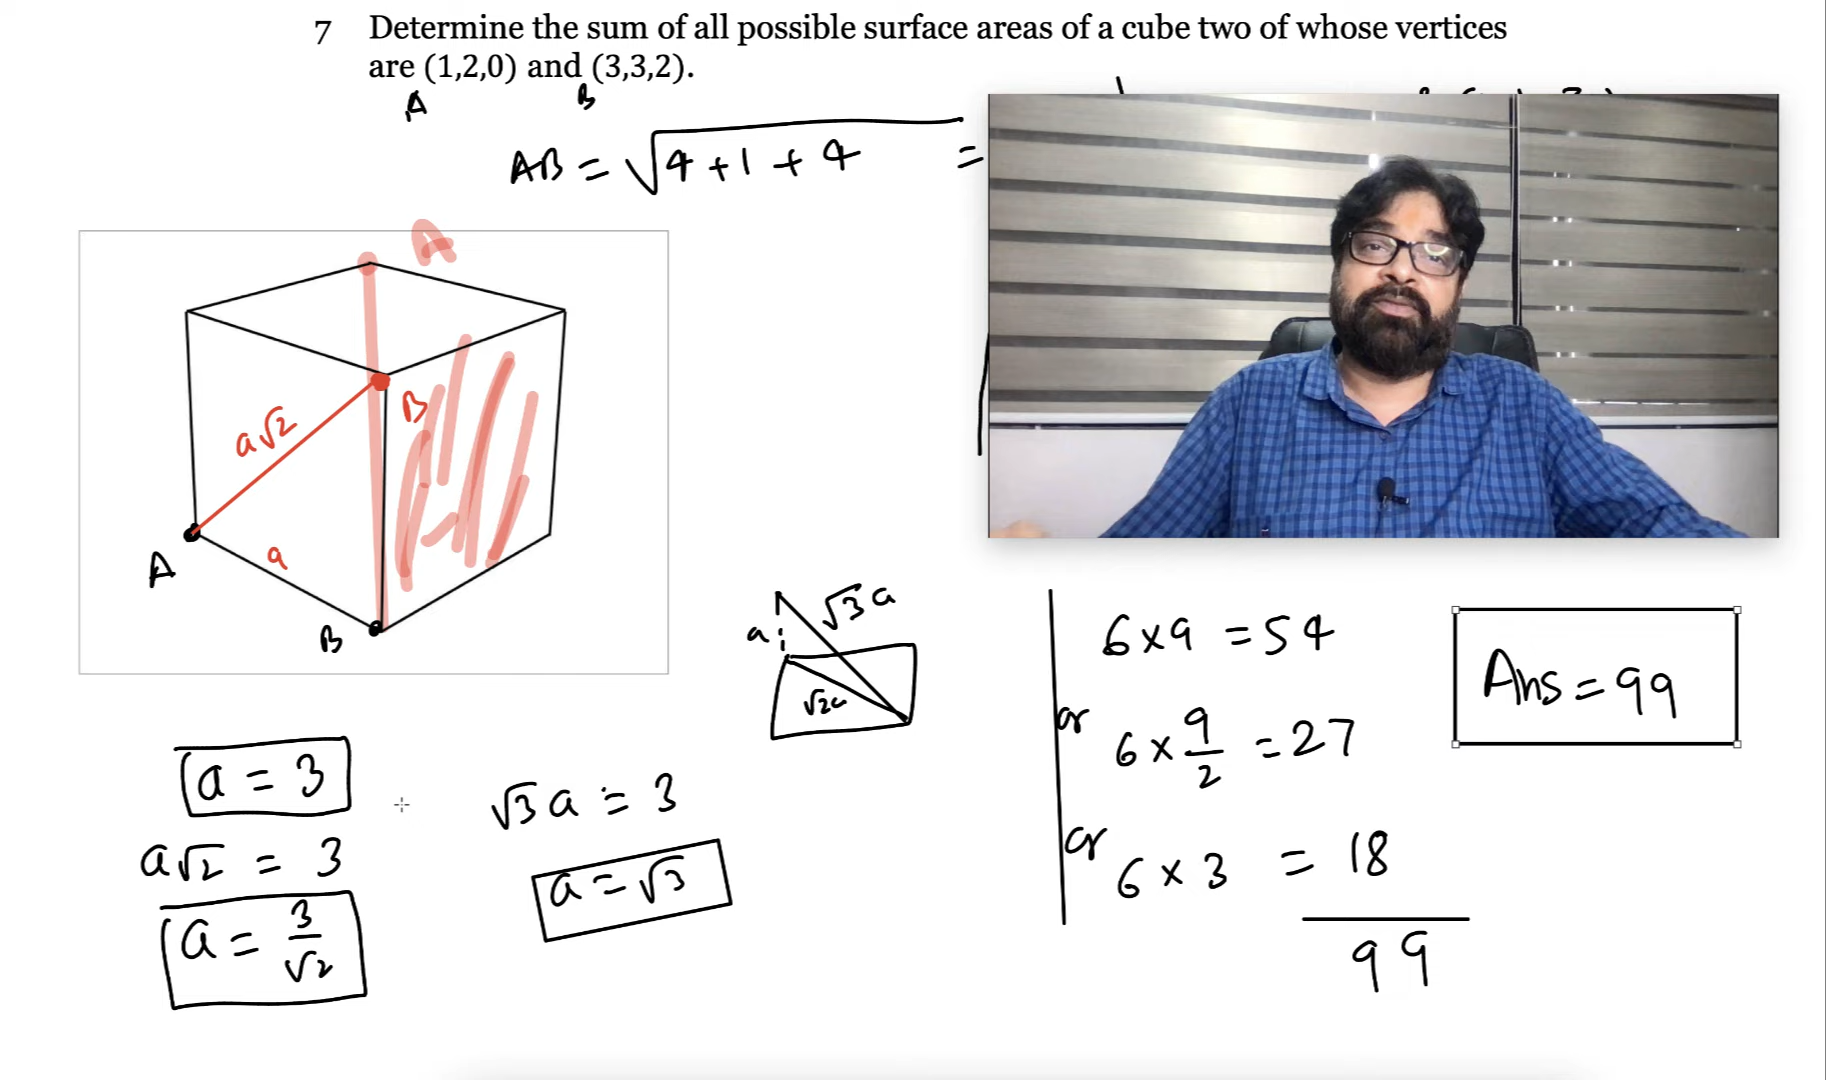 7 Determine the sum of all possible surface areas of a cube two of whose vertices
are (1,2,0) and (3,3,2).
A B
AB = √4+1+4 =
A
a√2
B
a
A
B
√3 a
a
√2a
6×9 = 54
or
6 × 9/2 = 27
or
6 × 3 = 18
99
Ans = 99
a = 3
a√2 = 3
a = 3/√2
√3 a = 3
a = √3